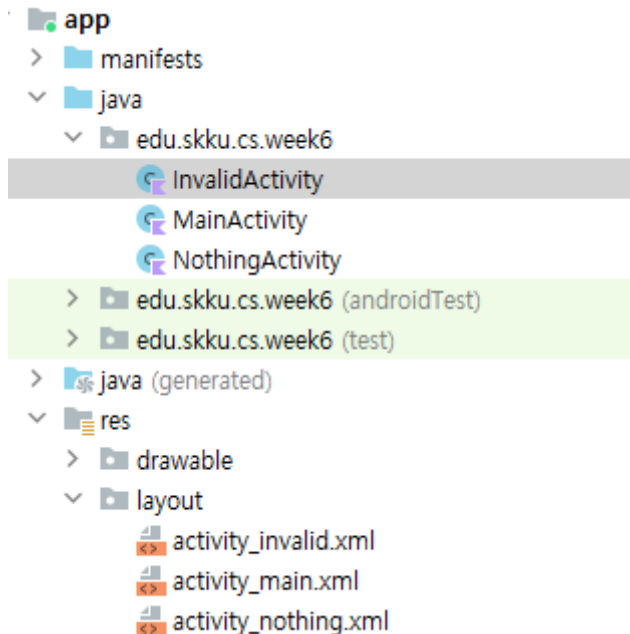 app
manifests
java
edu.skku.cs.week6
InvalidActivity
MainActivity
NothingActivity
edu.skku.cs.week6 (androidTest)
edu.skku.cs.week6 (test)
java (generated)
res
drawable
layout
activity_invalid.xml
activity_main.xml
activity_nothing.xml